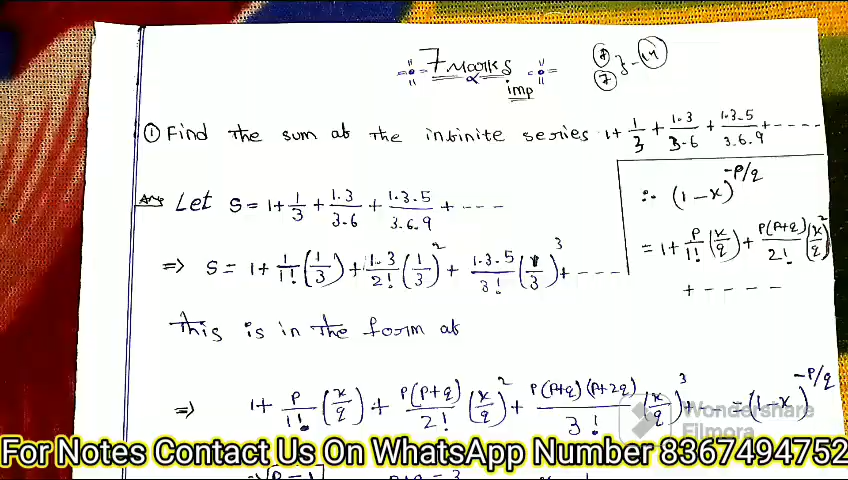 7 Marks
imp
8
7 } - 14
① Find the sum of the infinite series 1+ 1/3 + 1.3/3.6 + 1.3.5/3.6.9 + ----
Ans Let S = 1+ 1/3 + 1.3/3.6 + 1.3.5/3.6.9 + ---
⇒ S = 1+ 1/1! (1/3) + 1.3/2! (1/3)² + 1.3.5/3! (1/3)³ + ----
∴ (1-x)^-P/q
= 1+ P/1! (x/q) + P(P+q)/2! (x/q)²
+ ----
This is in the form of
⇒ 1+ P/1! (x/q) + P(P+q)/2! (x/q)² + P(P+q)(P+2q)/3! (x/q)³ + -- = (1-x)^-P/q
Wondershare
Filmora
For Notes Contact Us On WhatsApp Number 8367494752